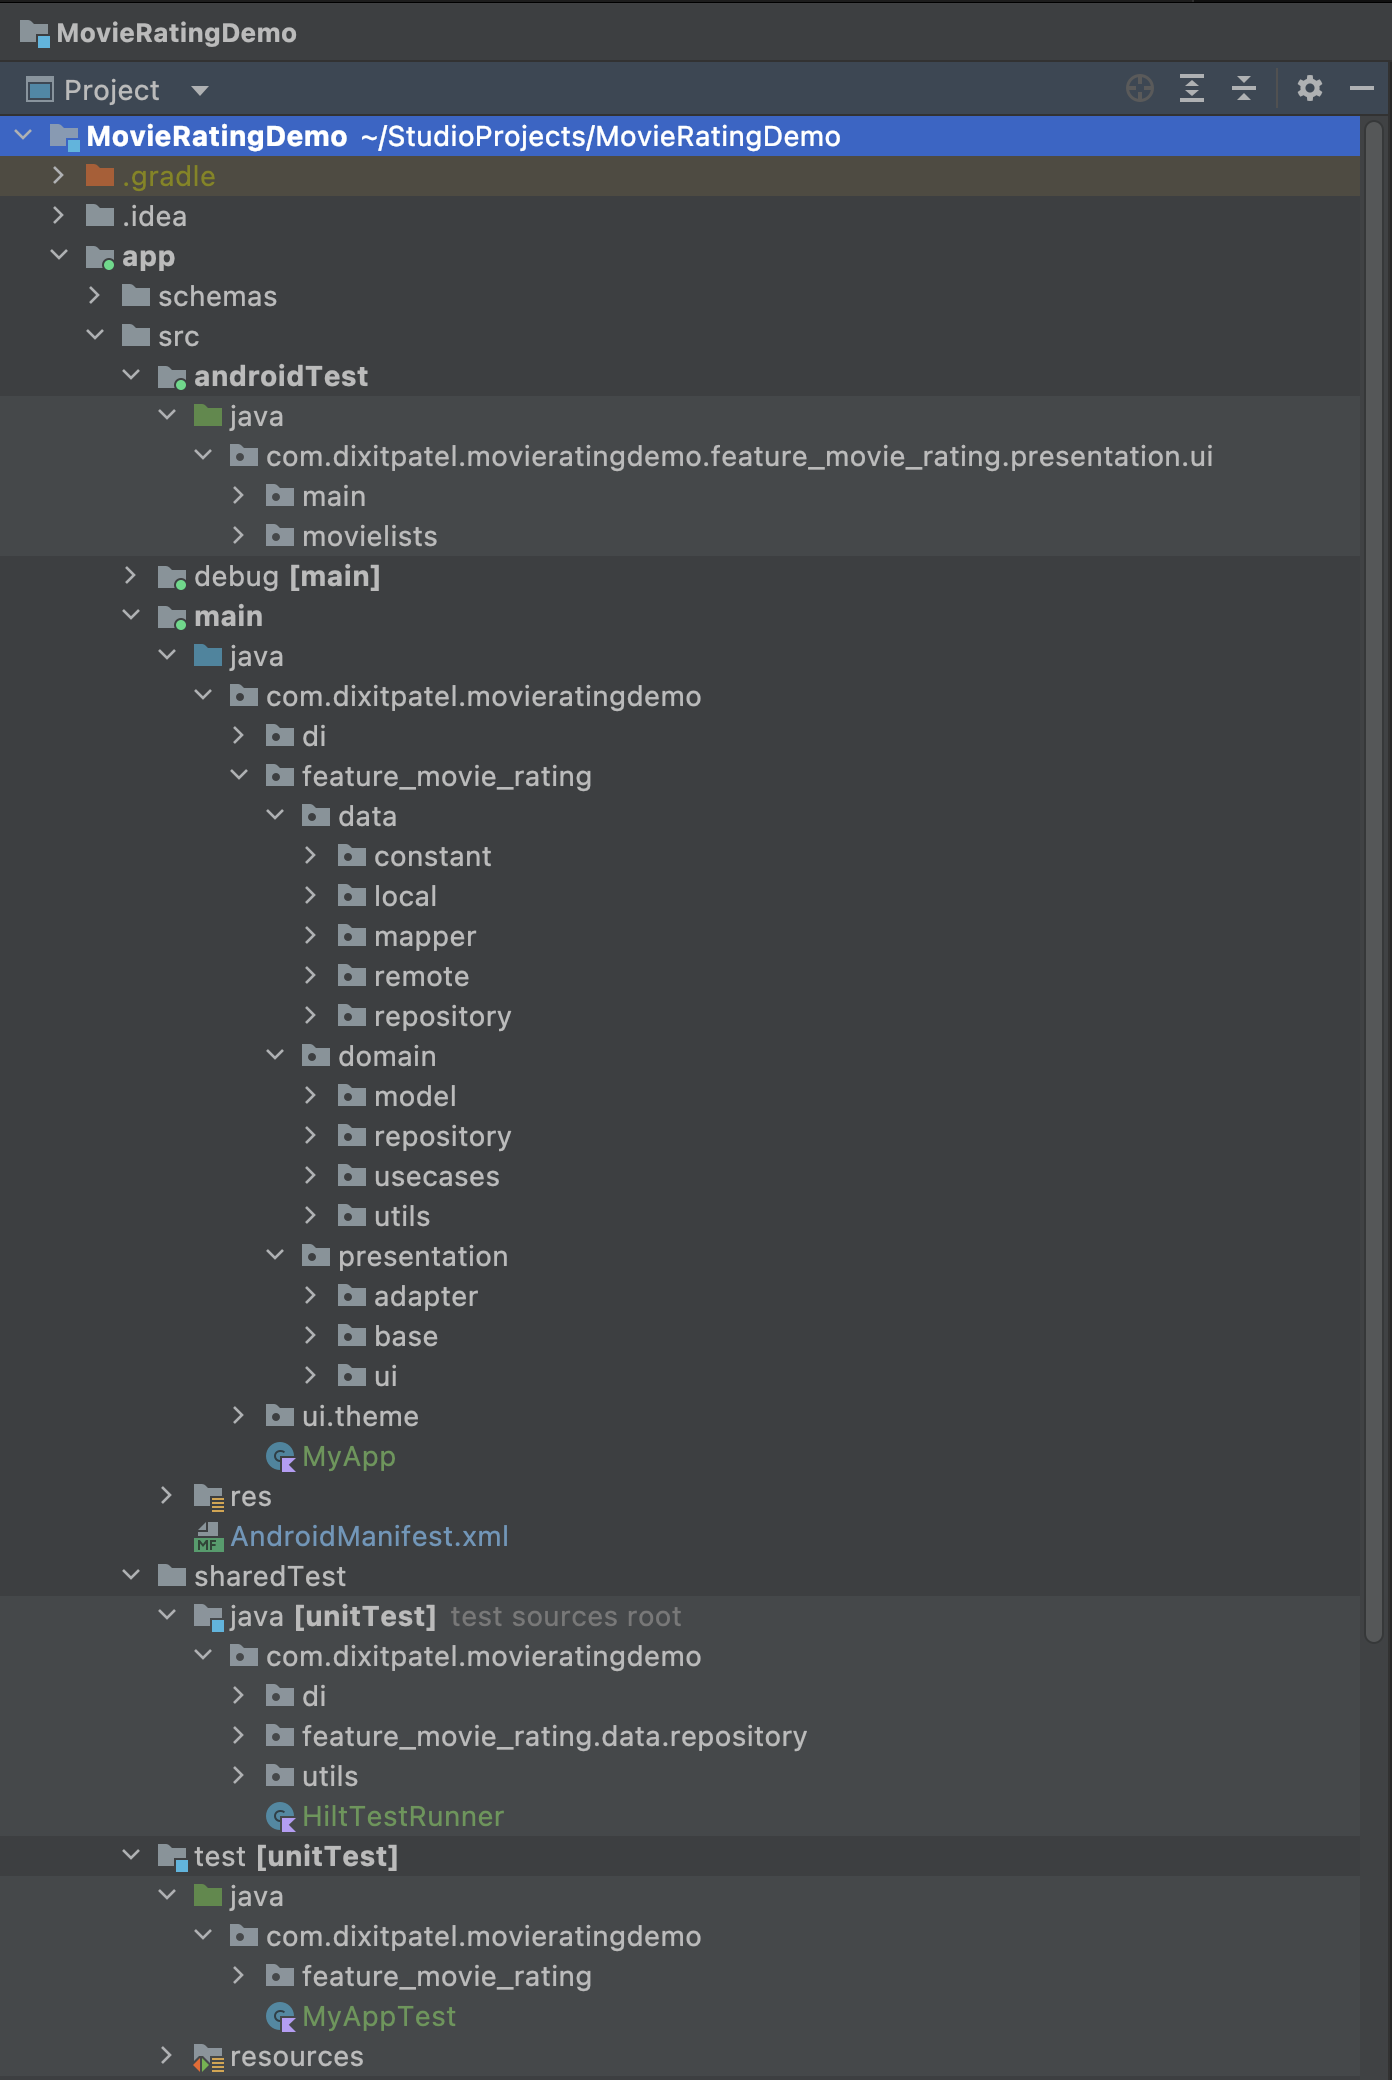 MovieRatingDemo
Project
MovieRatingDemo ~/StudioProjects/MovieRatingDemo
.gradle
.idea
app
schemas
src
androidTest
java
com.dixitpatel.movieratingdemo.feature_movie_rating.presentation.ui
main
movielists
debug [main]
main
java
com.dixitpatel.movieratingdemo
di
feature_movie_rating
data
constant
local
mapper
remote
repository
domain
model
repository
usecases
utils
presentation
adapter
base
ui
ui.theme
MyApp
res
MF AndroidManifest.xml
sharedTest
java [unitTest] test sources root
com.dixitpatel.movieratingdemo
di
feature_movie_rating.data.repository
utils
HiltTestRunner
test [unitTest]
java
com.dixitpatel.movieratingdemo
feature_movie_rating
MyAppTest
resources